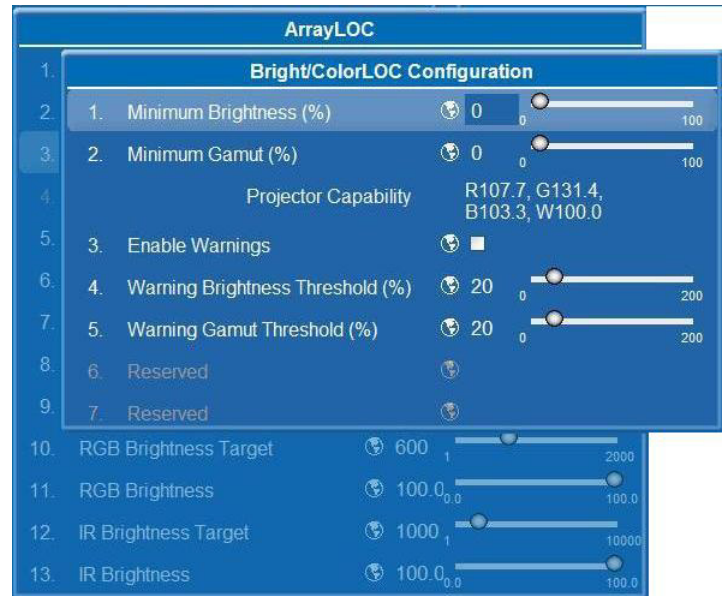 ArrayLOC
1.
Bright/ColorLOC Configuration
2. 1. Minimum Brightness (%) 0 0 100
3. 2. Minimum Gamut (%) 0 0 100
4. Projector Capability R107.7, G131.4,
B103.3, W100.0
5. 3. Enable Warnings
6. 4. Warning Brightness Threshold (%) 20 0 200
7. 5. Warning Gamut Threshold (%) 20 0 200
8. 6. Reserved
9. 7. Reserved
10. RGB Brightness Target 600 1 2000
11. RGB Brightness 100.0 0.0 100.0
12. IR Brightness Target 1000 1 10000
13. IR Brightness 100.0 0.0 100.0